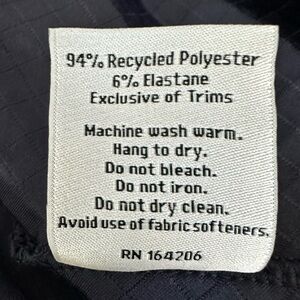 94% Recycled Polyester
6% Elastane
Exclusive of Trims
Machine wash warm.
Hang to dry.
Do not bleach.
Do not iron.
Do not dry clean.
Avoid use of fabric softeners.
RN 164206